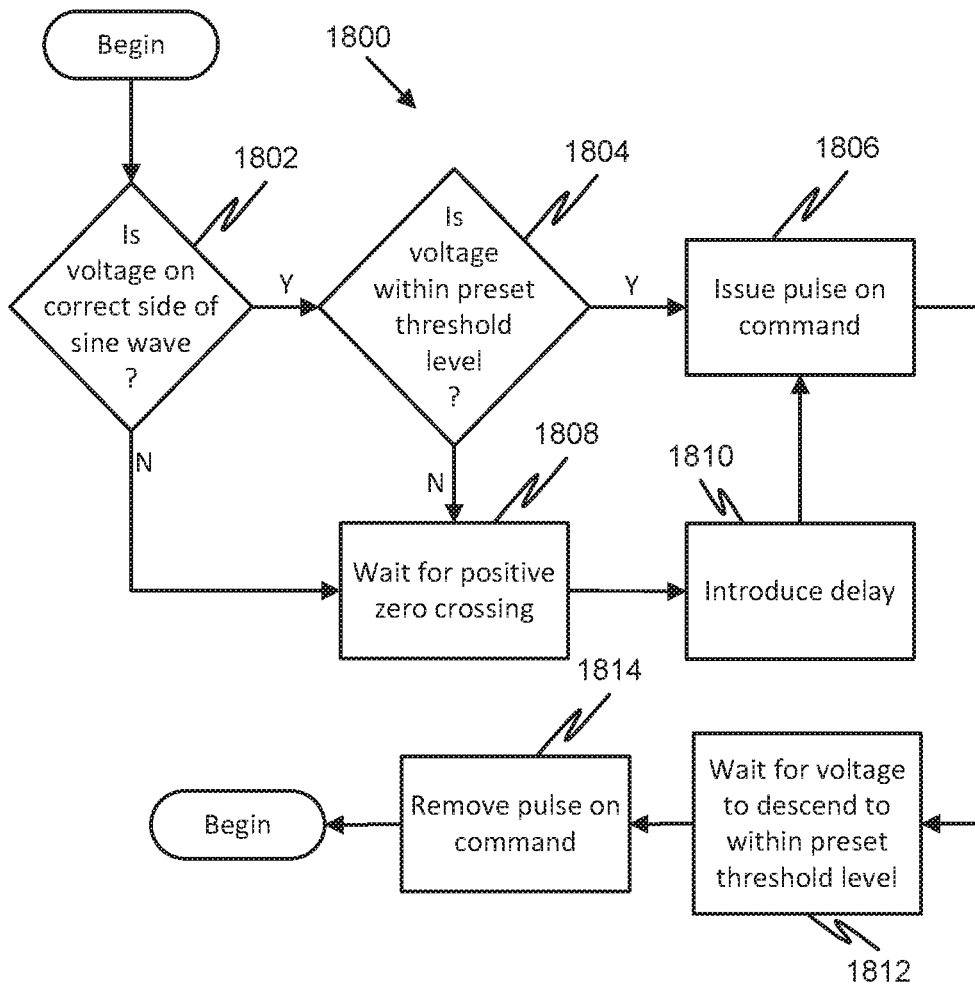 Begin
1800
1802
1804
1806
Is
voltage on
correct side of
sine wave
?
Y
Is
voltage
within preset
threshold
level
?
Y
Issue pulse on
command
N
N
1808
1810
Wait for positive
zero crossing
Introduce delay
1814
Begin
Remove pulse on
command
Wait for voltage
to descend to
within preset
threshold level
1812